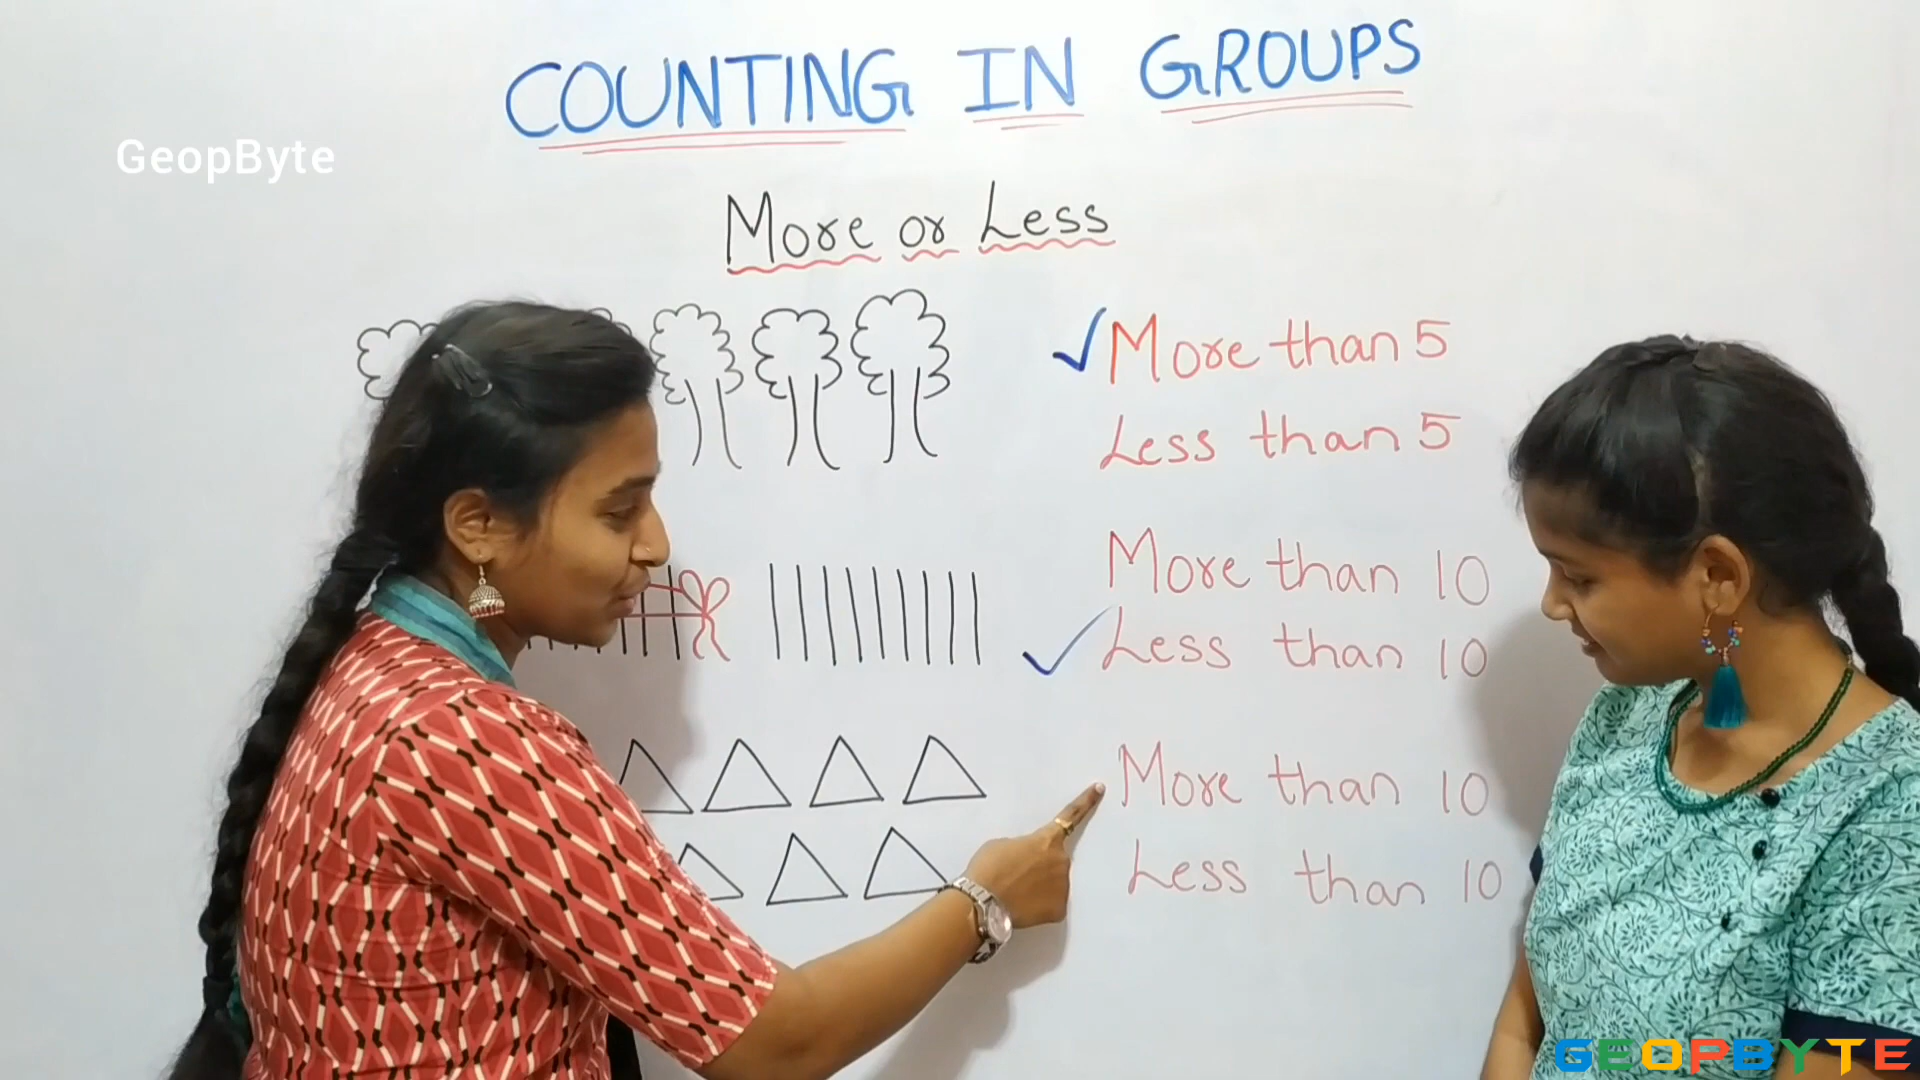 COUNTING IN GROUPS
GeopByte
More or Less
More than 5
Less than 5
More than 10
Less than 10
More than 10
Less than 10
GEOPBYTE